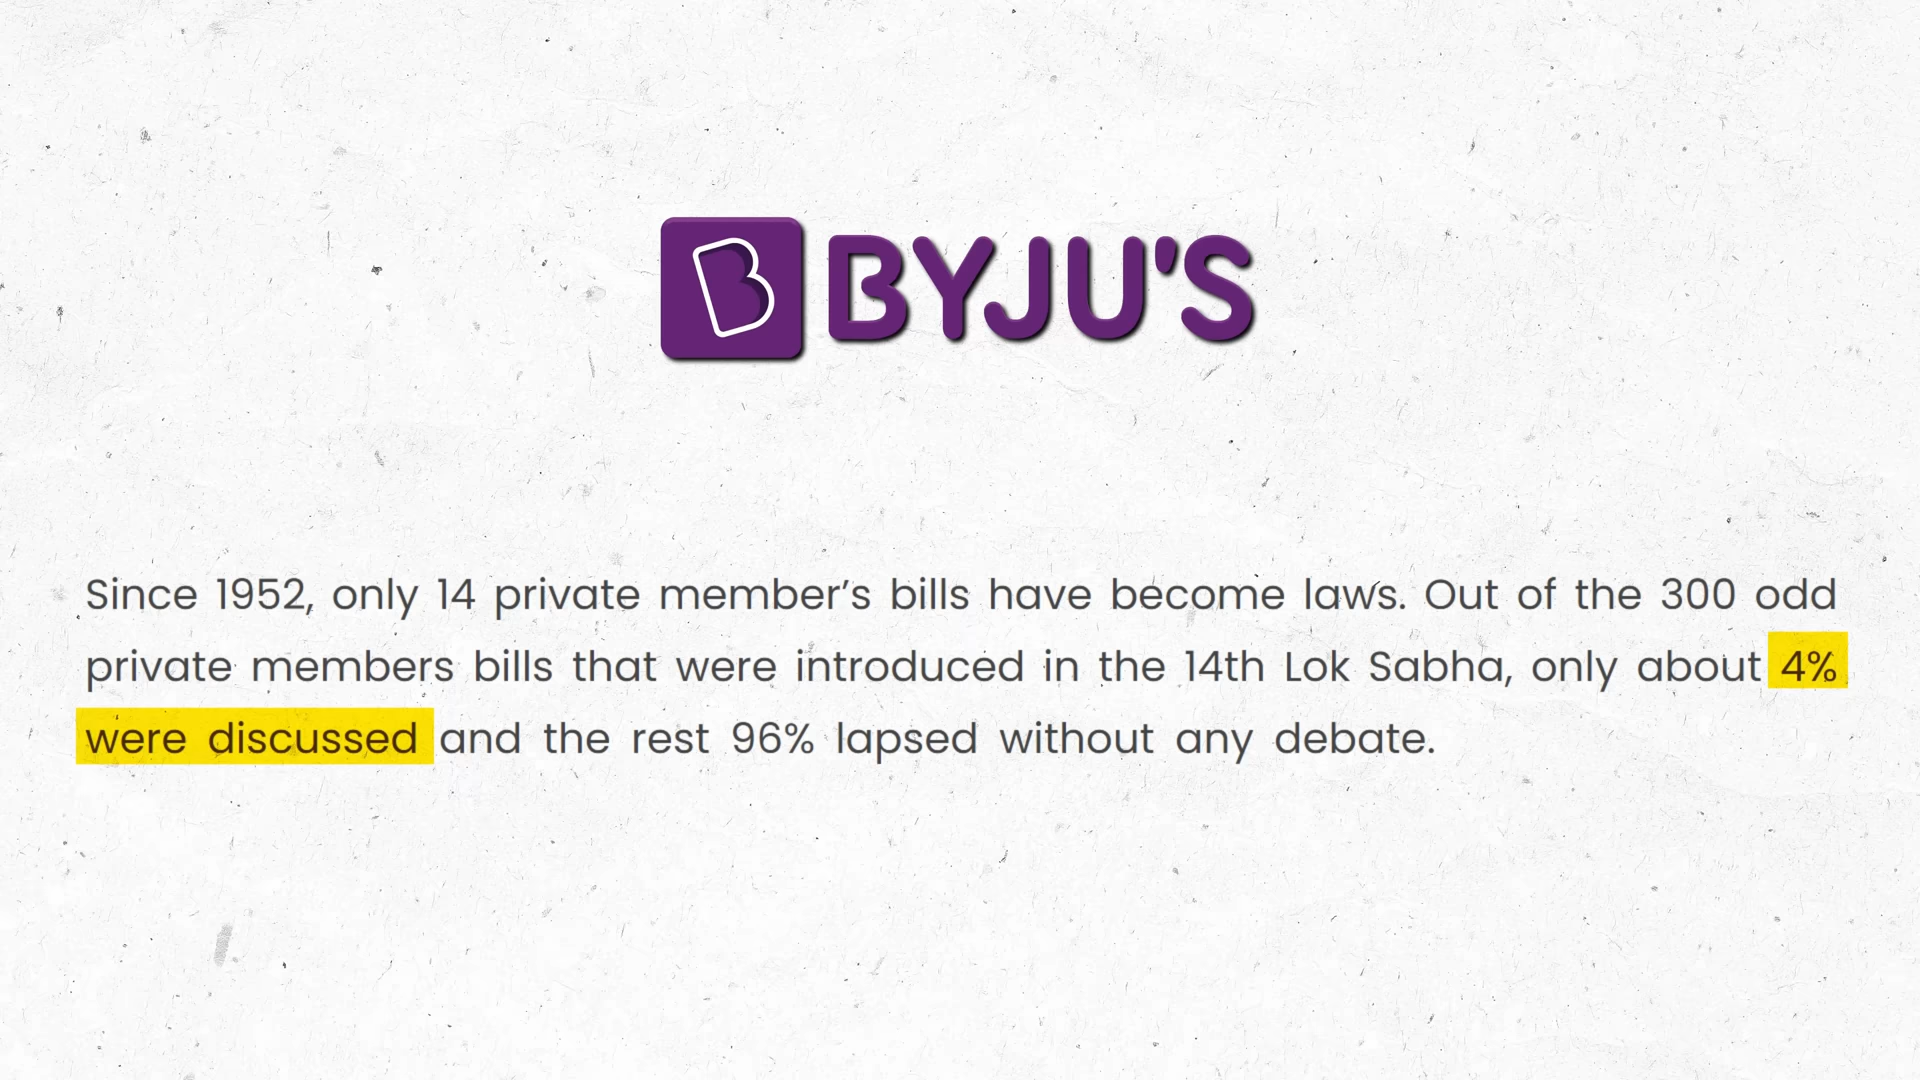 BYJU'S
Since 1952, only 14 private member’s bills have become laws. Out of the 300 odd
private members bills that were introduced in the 14th Lok Sabha, only about 4%
were discussed and the rest 96% lapsed without any debate.